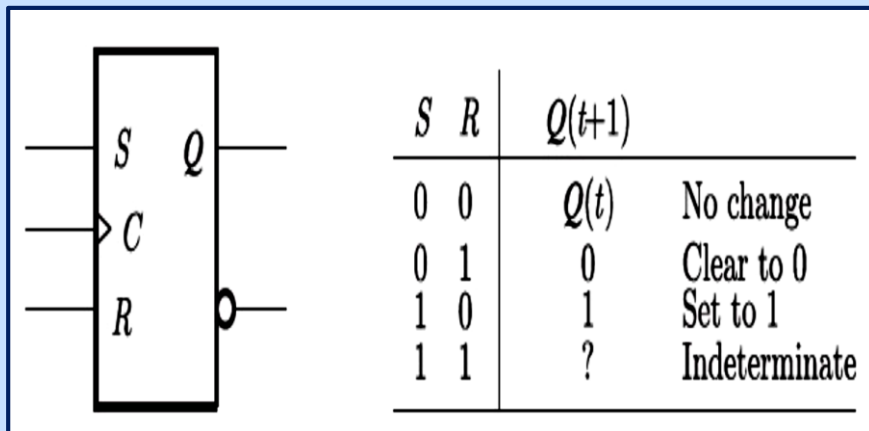 S Q
C
R
S R Q(t+1)
0 0 Q(t) No change
0 1 0 Clear to 0
1 0 1 Set to 1
1 1 ? Indeterminate